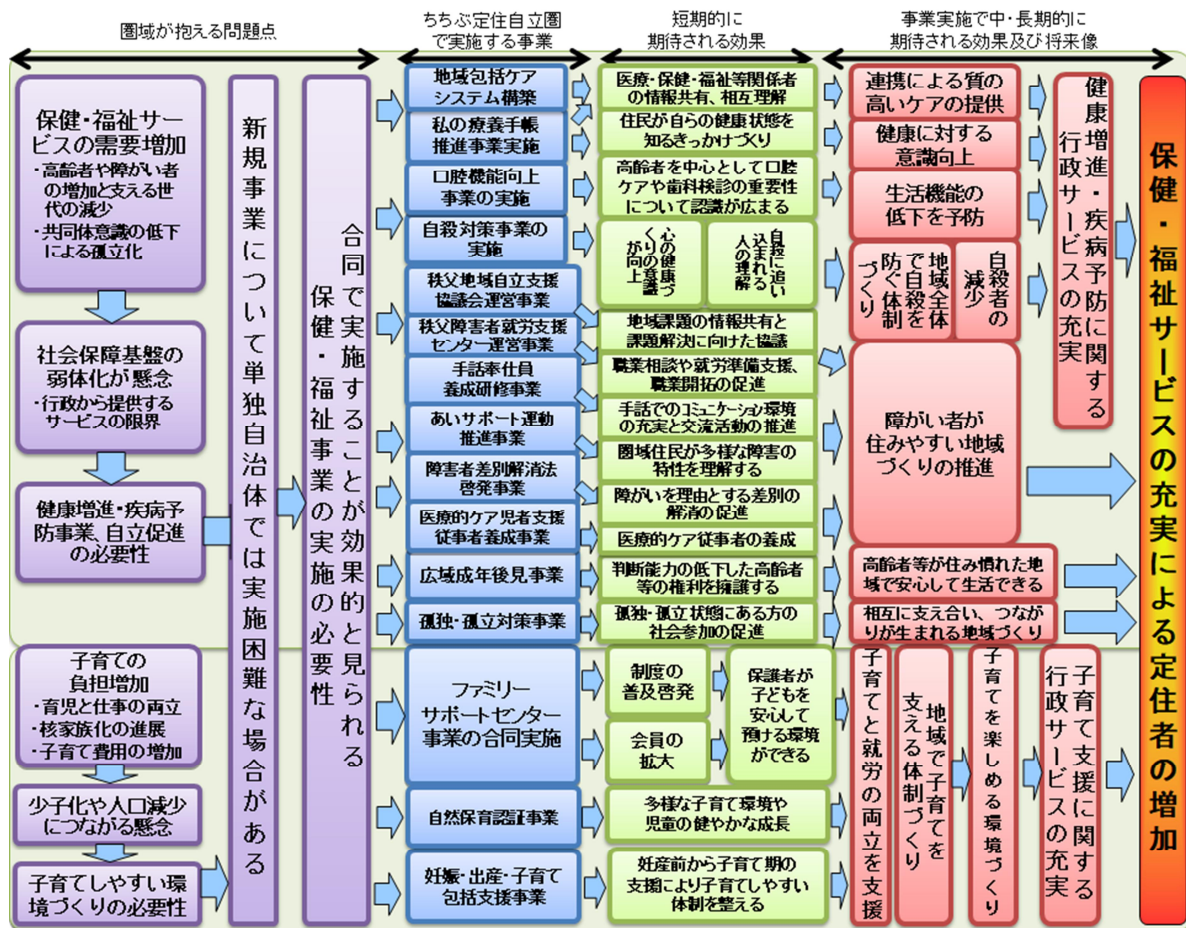 圏域が抱える問題点
ちちぶ定住自立圏
で実施する事業
短期的に
期待される効果
事業実施で中・長期的に
期待される効果及び将来像
保健・福祉サー
ビスの需要増加
・高齢者や障がい者
の増加と支える世
代の減少
・共同体意識の低下
による孤立化
社会保障基盤の
弱体化が懸念
・行政から提供する
サービスの限界
健康増進・疾病予
防事業、自立促進
の必要性
子育ての
負担増加
・育児と仕事の両立
・核家族化の進展
・子育て費用の増加
少子化や人口減少
につながる懸念
子育てしやすい環
境づくりの必要性
新規事業について単独自治体では実施困難な場合がある
合同で実施することが効果的と見られる
保健・福祉事業の実施の必要性
地域包括ケア
システム構築
私の療養手帳
推進事業実施
口腔機能向上
事業の実施
自殺対策事業の
実施
秩父地域自立支援
協議会運営事業
秩父障害者就労支援
センター運営事業
手話奉仕員
養成研修事業
あいサポート運動
推進事業
障害者差別解消法
啓発事業
医療的ケア児者支援
従事者養成事業
広域成年後見事業
孤独・孤立対策事業
ファミリー
サポートセンター
事業の合同実施
自然保育認証事業
妊娠・出産・子育て
包括支援事業
医療・保健・福祉等関係者
の情報共有、相互理解
住民が自らの健康状態を
知るきっかけづくり
高齢者を中心として口腔
ケアや歯科検診の重要性
について認識が広まる
心の健康づ
くりの意識
が向上
自殺に追い
込まれる
人の理解
地域課題の情報共有と
課題解決に向けた協議
職業相談や就労準備支援、
職業開拓の促進
手話でのコミュニケーション環境
の充実と交流活動の推進
圏域住民が多様な障害の
特性を理解する
障がいを理由とする差別の
解消の促進
医療的ケア従事者の養成
判断能力の低下した高齢者
等の権利を擁護する
孤独・孤立状態にある方の
社会参加の促進
制度の
普及啓発
会員の
拡大
保護者が
子どもを
安心して
預ける環境
ができる
多様な子育て環境や
児童の健やかな成長
妊産前から子育て期の
支援により子育てしやすい
体制を整える
連携による質の
高いケアの提供
健康に対する
意識向上
生活機能の
低下を予防
地域全体
で自殺を
防ぐ体制
づくり
自殺者の
減少
障がい者が
住みやすい地域
づくりの推進
高齢者等が住み慣れた地
域で安心して生活できる
相互に支え合い、つなが
りが生まれる地域づくり
子育てと就労の両立を支援
地域で子育てを
支える体制づくり
子育てを楽しめる環境づくり
健康増進・疾病予防に関する
行政サービスの充実
子育て支援に関する
行政サービスの充実
保健・福祉サービスの充実による定住者の増加